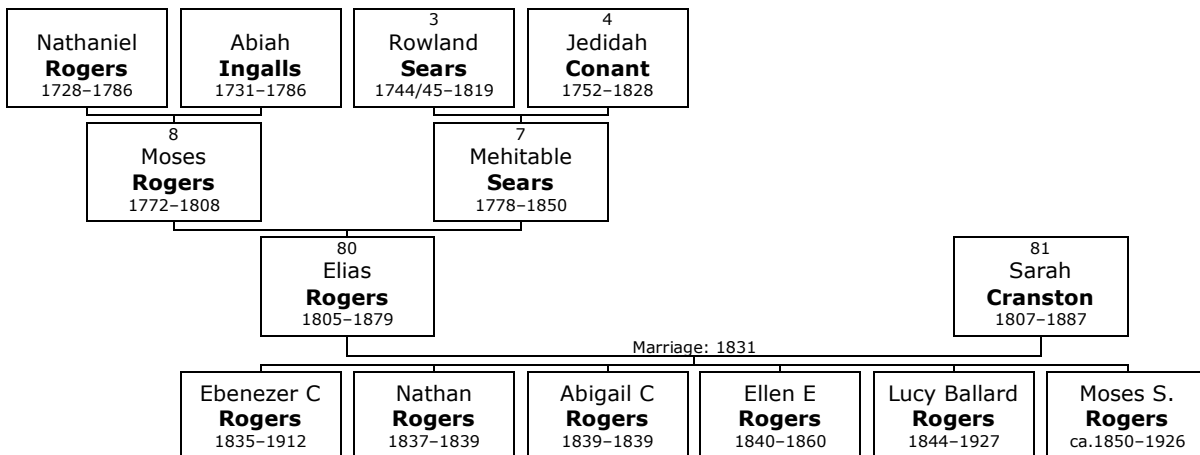 Nathaniel
Rogers
1728–1786
Abiah
Ingalls
1731–1786
3
Rowland
Sears
1744/45–1819
4
Jedidah
Conant
1752–1828
8
Moses
Rogers
1772–1808
7
Mehitable
Sears
1778–1850
80
Elias
Rogers
1805–1879
81
Sarah
Cranston
1807–1887
Marriage: 1831
Ebenezer C
Rogers
1835–1912
Nathan
Rogers
1837–1839
Abigail C
Rogers
1839–1839
Ellen E
Rogers
1840–1860
Lucy Ballard
Rogers
1844–1927
Moses S.
Rogers
ca.1850–1926